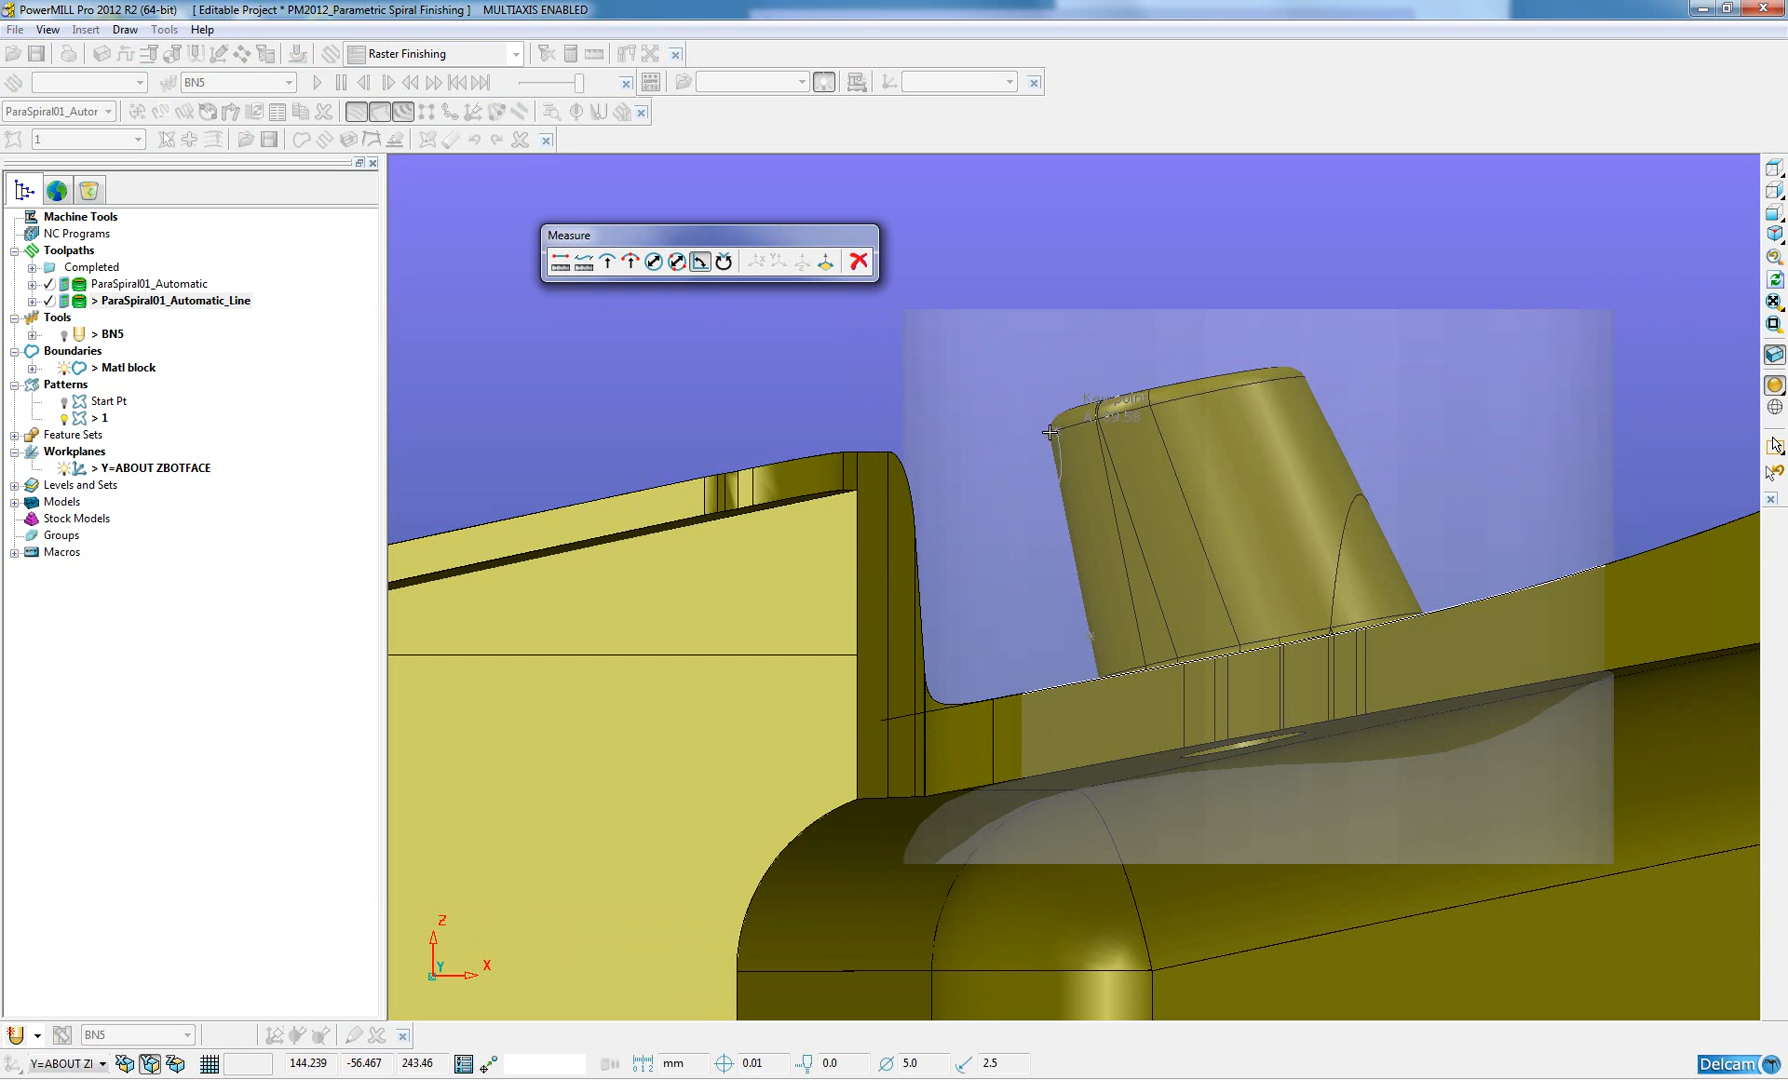 PowerMILL Pro 2012 R2 (64-bit) [ Editable Project * PM2012_Parametric Spiral Finishing ] MULTIAXIS ENABLED
File View Insert Draw Tools Help
Raster Finishing
BN5
ParaSpiral01_Autor
1
Machine Tools
NC Programs
Toolpaths
Completed
ParaSpiral01_Automatic
> ParaSpiral01_Automatic_Line
Tools
> BN5
Boundaries
> Matl block
Patterns
Start Pt
> 1
Feature Sets
Workplanes
> Y=ABOUT ZBOTFACE
Levels and Sets
Models
Stock Models
Groups
Macros
Measure
Z
Y
X
BN5
Y=ABOUT ZI 144.239 -56.467 243.46 mm 0.01 0.0 5.0 2.5
Delcam